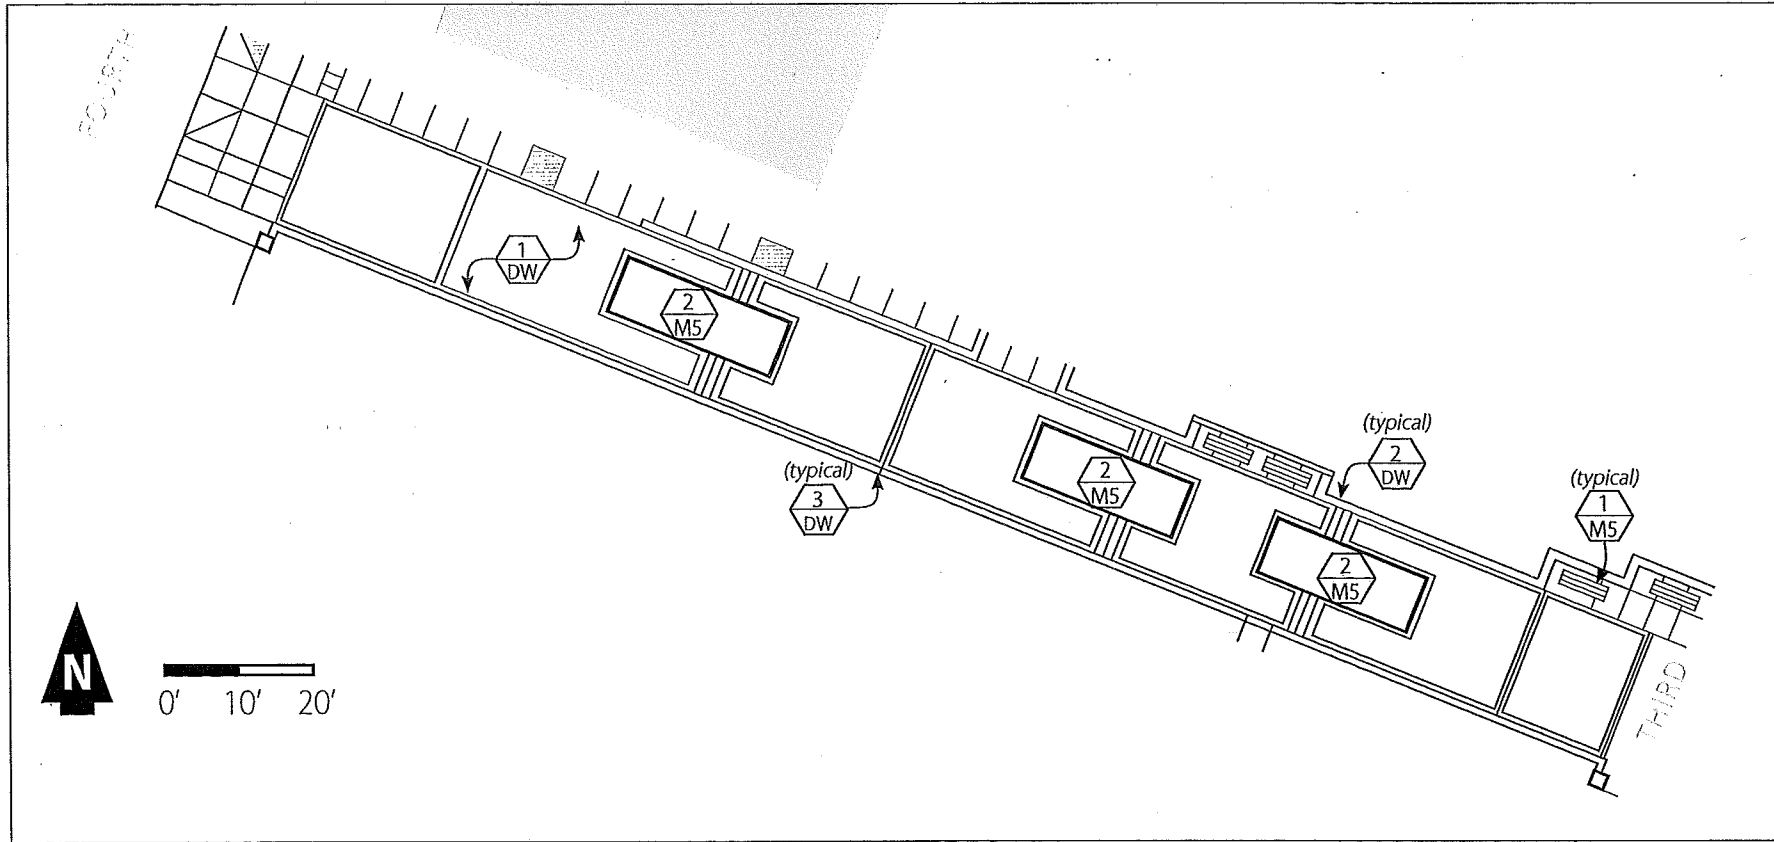 FOURTH
1
DW
2
M5
(typical)
3
DW
2
M5
(typical)
2
DW
2
M5
(typical)
1
M5
THIRD
N
0' 10' 20'